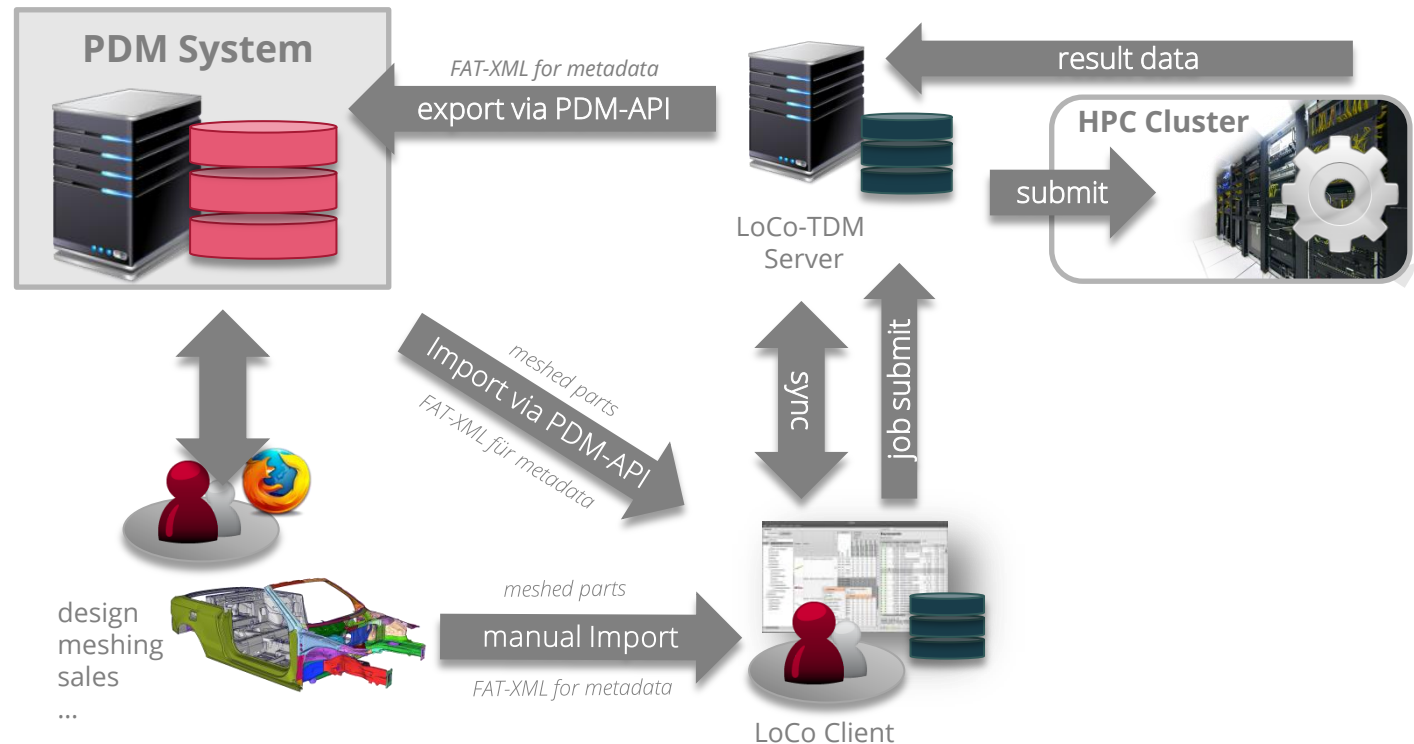 PDM System
FAT-XML for metadata
export via PDM-API
result data
HPC Cluster
submit
LoCo-TDM
Server
meshed parts
Import via PDM-API
FAT-XML für metadata
sync
job submit
design
meshing
sales
...
meshed parts
manual Import
FAT-XML for metadata
LoCo Client